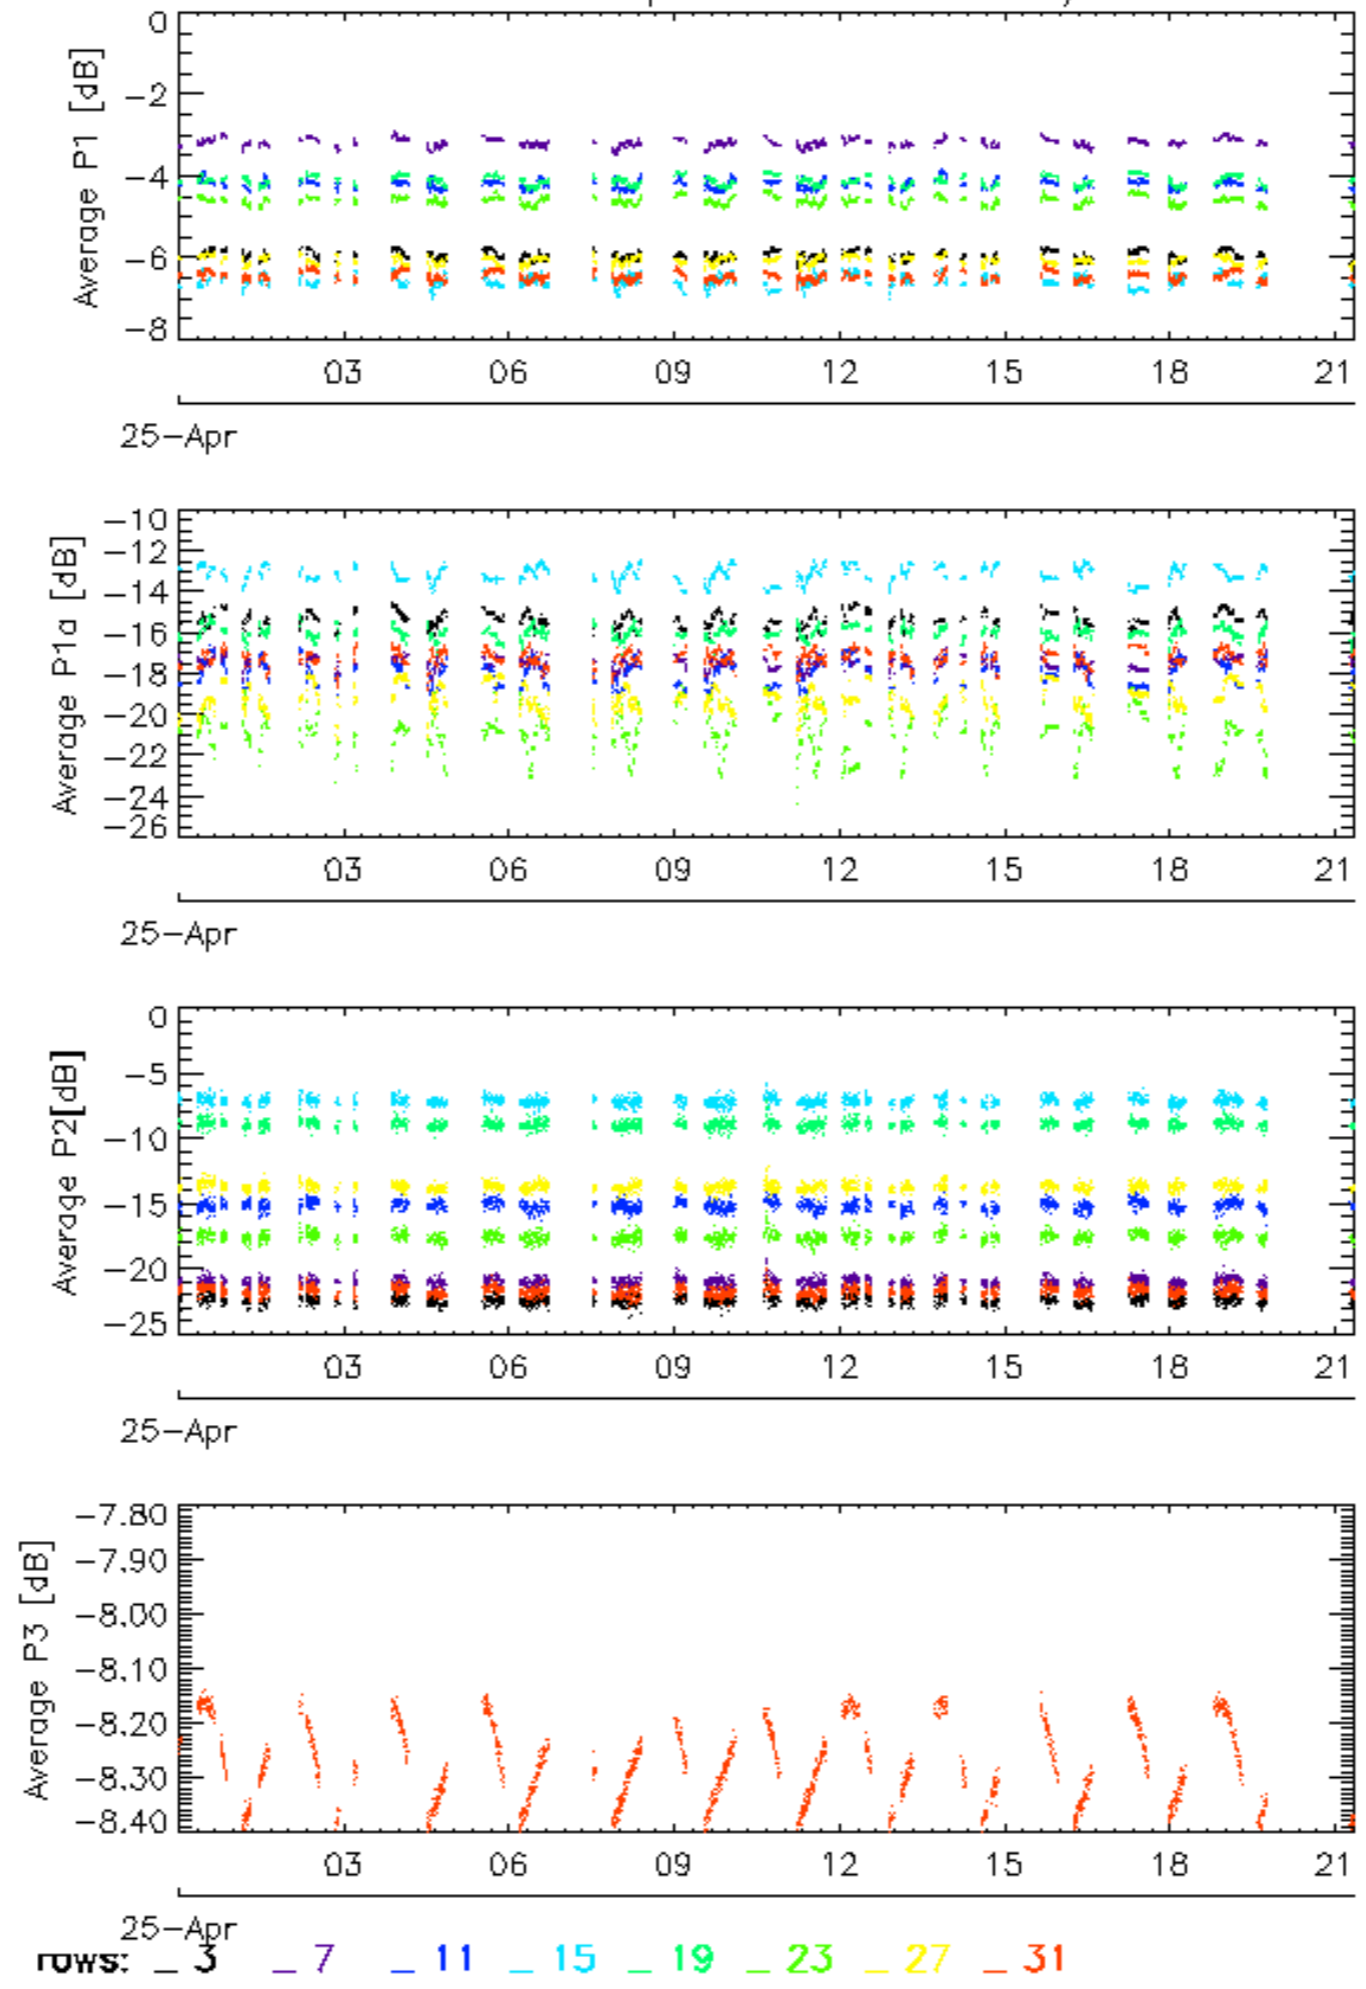 0
-2
-4
-6
-8
Average P1 [dB]
03 06 09 12 15 18 21
25-Apr
-10
-12
-14
-16
-18
-20
-22
-24
-26
Average P1a [dB]
03 06 09 12 15 18 21
25-Apr
0
-5
-10
-15
-20
-25
Average P2[dB]
03 06 09 12 15 18 21
25-Apr
-7.80
-7.90
-8.00
-8.10
-8.20
-8.30
-8.40
Average P3 [dB]
03 06 09 12 15 18 21
25-Apr
rows: _ 3 _ 7 _ 11 _ 15 _ 19 _ 23 _ 27 _ 31